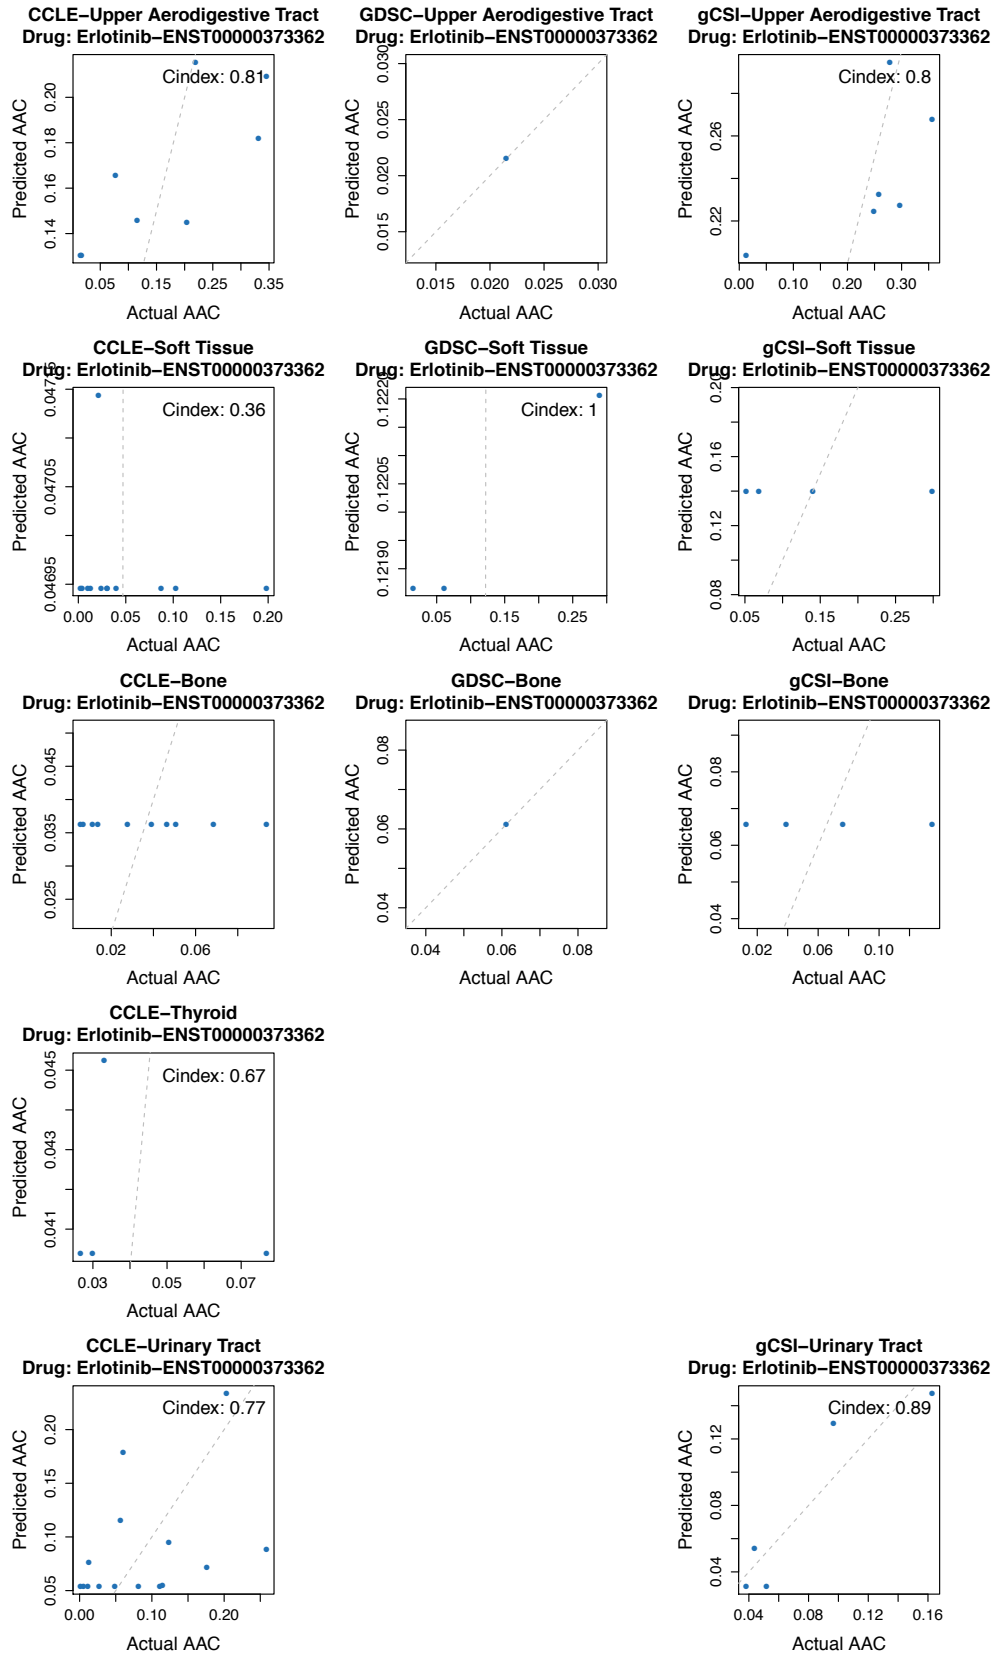 CCLE−Upper Aerodigestive Tract
Drug: Erlotinib−ENST00000373362
Cindex: 0.81
Predicted AAC
0.14
0.16
0.18
0.20
0.05
0.15
0.25
0.35
Actual AAC
GDSC−Upper Aerodigestive Tract
Drug: Erlotinib−ENST00000373362
Predicted AAC
0.015
0.020
0.025
0.030
0.015
0.020
0.025
0.030
Actual AAC
gCSI−Upper Aerodigestive Tract
Drug: Erlotinib−ENST00000373362
Cindex: 0.8
Predicted AAC
0.22
0.26
0.00
0.10
0.20
0.30
Actual AAC
CCLE−Soft Tissue
Drug: Erlotinib−ENST00000373362
Cindex: 0.36
Predicted AAC
0.04695
0.04705
0.04715
0.00
0.05
0.10
0.15
0.20
Actual AAC
GDSC−Soft Tissue
Drug: Erlotinib−ENST00000373362
Cindex: 1
Predicted AAC
0.12190
0.12205
0.12220
0.05
0.15
0.25
Actual AAC
gCSI−Soft Tissue
Drug: Erlotinib−ENST00000373362
Predicted AAC
0.08
0.12
0.16
0.20
0.05
0.15
0.25
Actual AAC
CCLE−Bone
Drug: Erlotinib−ENST00000373362
Predicted AAC
0.025
0.035
0.045
0.02
0.06
Actual AAC
GDSC−Bone
Drug: Erlotinib−ENST00000373362
Predicted AAC
0.04
0.06
0.08
0.04
0.06
0.08
Actual AAC
gCSI−Bone
Drug: Erlotinib−ENST00000373362
Predicted AAC
0.04
0.06
0.08
0.02
0.06
0.10
Actual AAC
CCLE−Thyroid
Drug: Erlotinib−ENST00000373362
Cindex: 0.67
Predicted AAC
0.041
0.043
0.045
0.03
0.05
0.07
Actual AAC
CCLE−Urinary Tract
Drug: Erlotinib−ENST00000373362
Cindex: 0.77
Predicted AAC
0.05
0.10
0.15
0.20
0.00
0.10
0.20
Actual AAC
gCSI−Urinary Tract
Drug: Erlotinib−ENST00000373362
Cindex: 0.89
Predicted AAC
0.04
0.08
0.12
0.04
0.08
0.12
0.16
Actual AAC